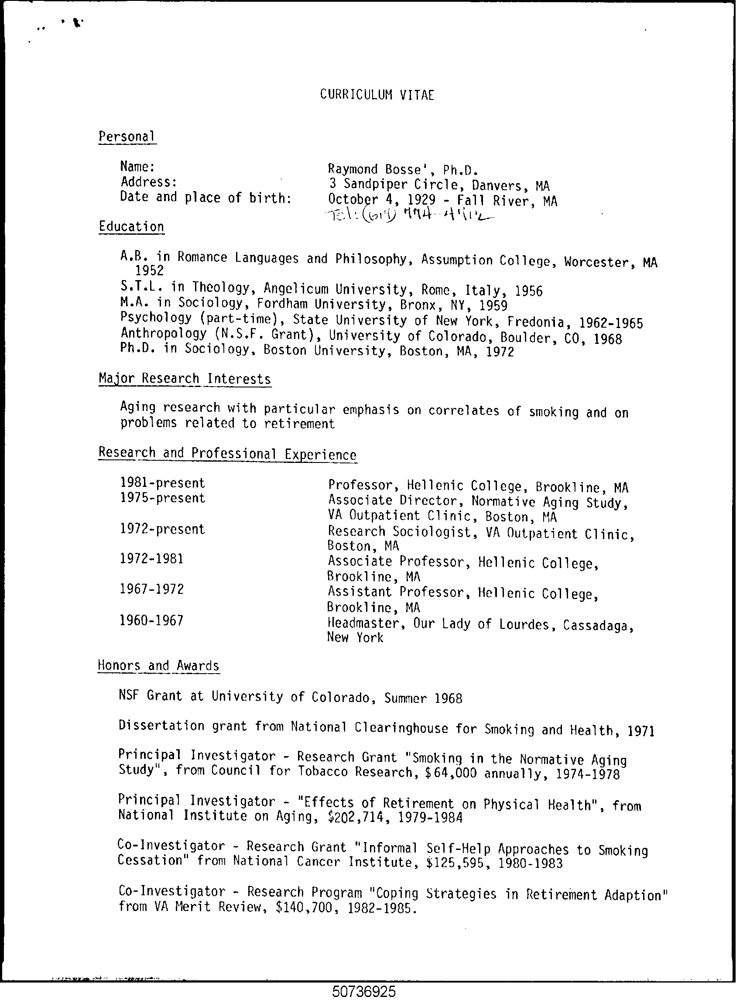 CURRICULUM VITAE
Personal
Name: Raymond Bosse', Ph.D.
Address: 3 Sandpiper Circle, Danvers, MA
Date and place of birth: October 4, 1929 - Fall River, MA
Tel: (617)
Education
A.B. in Romance Languages and Philosophy, Assumption College, Worcester, MA
1952
S.T.L. in Theology, Angelicum University, Rome, Italy, 1956
M.A. in Sociology, Fordham University, Bronx, NY, 1959
Psychology (part-time), State University of New York, Fredonia, 1962-1965
Anthropology (N.S.F. Grant), University of Colorado, Boulder, CO, 1968
Ph.D. in Sociology, Boston University, Boston, MA, 1972
Major Research Interests
Aging research with particular emphasis on correlates of smoking and on
problems related to retirement
Research and Professional Experience
1981-present Professor, Hellenic College, Brookline, MA
1975-present Associate Director, Normative Aging Study,
VA Outpatient Clinic, Boston, MA
1972-present Research Sociologist, VA Outpatient Clinic,
Boston, MA
1972-1981 Associate Professor, Hellenic College,
Brookline, MA
1967-1972 Assistant Professor, Hellenic College,
Brookline, MA
1960-1967 Headmaster, Our Lady of Lourdes, Cassadaga,
New York
Honors and Awards
NSF Grant at University of Colorado, Summer 1968
Dissertation grant from National Clearinghouse for Smoking and Health, 1971
Principal Investigator - Research Grant "Smoking in the Normative Aging
Study", from Council for Tobacco Research, $64,000 annually, 1974-1978
Principal Investigator - "Effects of Retirement on Physical Health", from
National Institute on Aging, $202,714, 1979-1984
Co-Investigator - Research Grant "Informal Self-Help Approaches to Smoking
Cessation" from National Cancer Institute, $125,595, 1980-1983
Co-Investigator - Research Program "Coping Strategies in Retirement Adaption"
from VA Merit Review, $140,700, 1982-1985.
50736925